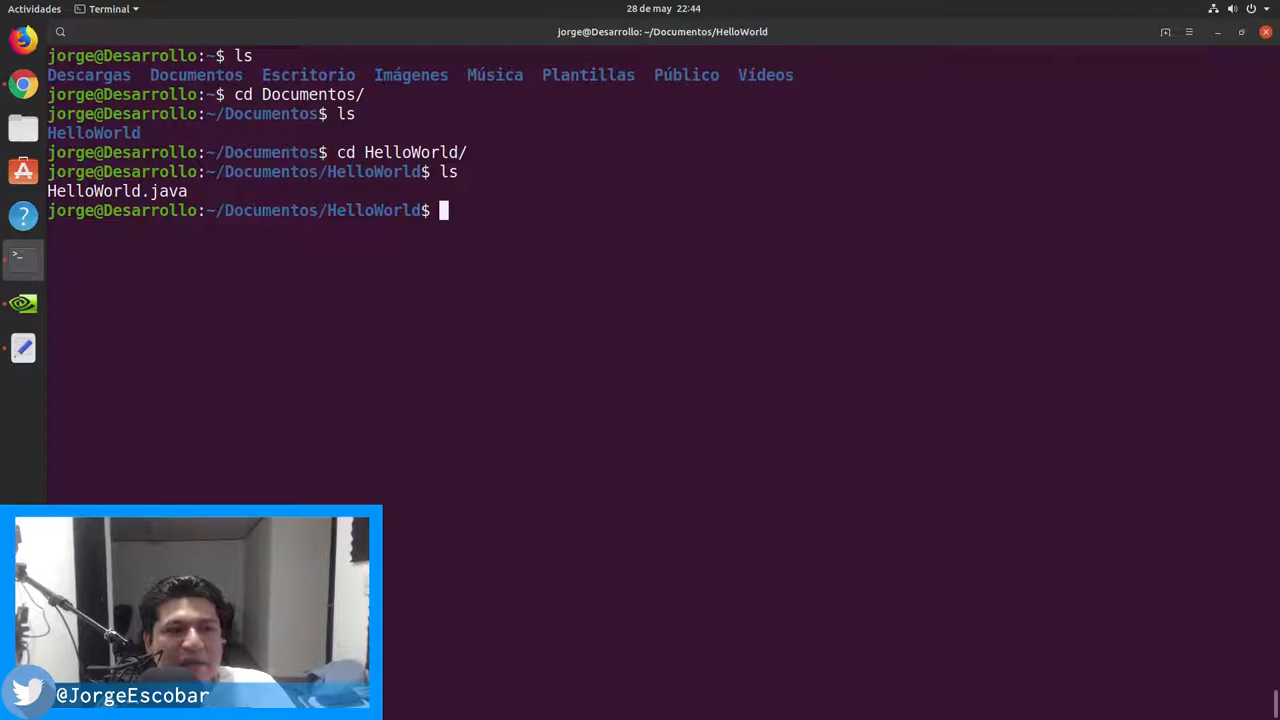 Actividades Terminal 28 de may 22:44
jorge@Desarrollo: ~/Documentos/HelloWorld
jorge@Desarrollo:~$ ls
Descargas Documentos Escritorio Imágenes Música Plantillas Público Vídeos
jorge@Desarrollo:~$ cd Documentos/
jorge@Desarrollo:~/Documentos$ ls
HelloWorld
jorge@Desarrollo:~/Documentos$ cd HelloWorld/
jorge@Desarrollo:~/Documentos/HelloWorld$ ls
HelloWorld.java
jorge@Desarrollo:~/Documentos/HelloWorld$
@JorgeEscobar